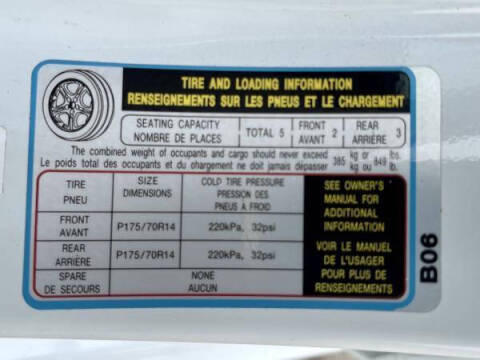 TIRE AND LOADING INFORMATION
RENSEIGNEMENTS SUR LES PNEUS ET LE CHARGEMENT
SEATING CAPACITY
NOMBRE DE PLACES
TOTAL 5
FRONT
AVANT 2
REAR
ARRIÈRE 3
The combined weight of occupants and cargo should never exceed 385 kg or 849 lbs.
Le poids total des occupants et du chargement ne doit jamais dépasser 385 kg ou 849 lb.
TIRE
PNEU
SIZE
DIMENSIONS
COLD TIRE PRESSURE
PRESSION DES
PNEUS À FROID
SEE OWNER'S
MANUAL FOR
ADDITIONAL
INFORMATION
FRONT
AVANT
P175/70R14
220kPa, 32psi
REAR
ARRIÈRE
P175/70R14
220kPa, 32psi
VOIR LE MANUEL
DE L'USAGER
POUR PLUS DE
RENSEIGNEMENTS
SPARE
DE SECOURS
NONE
AUCUN
B06